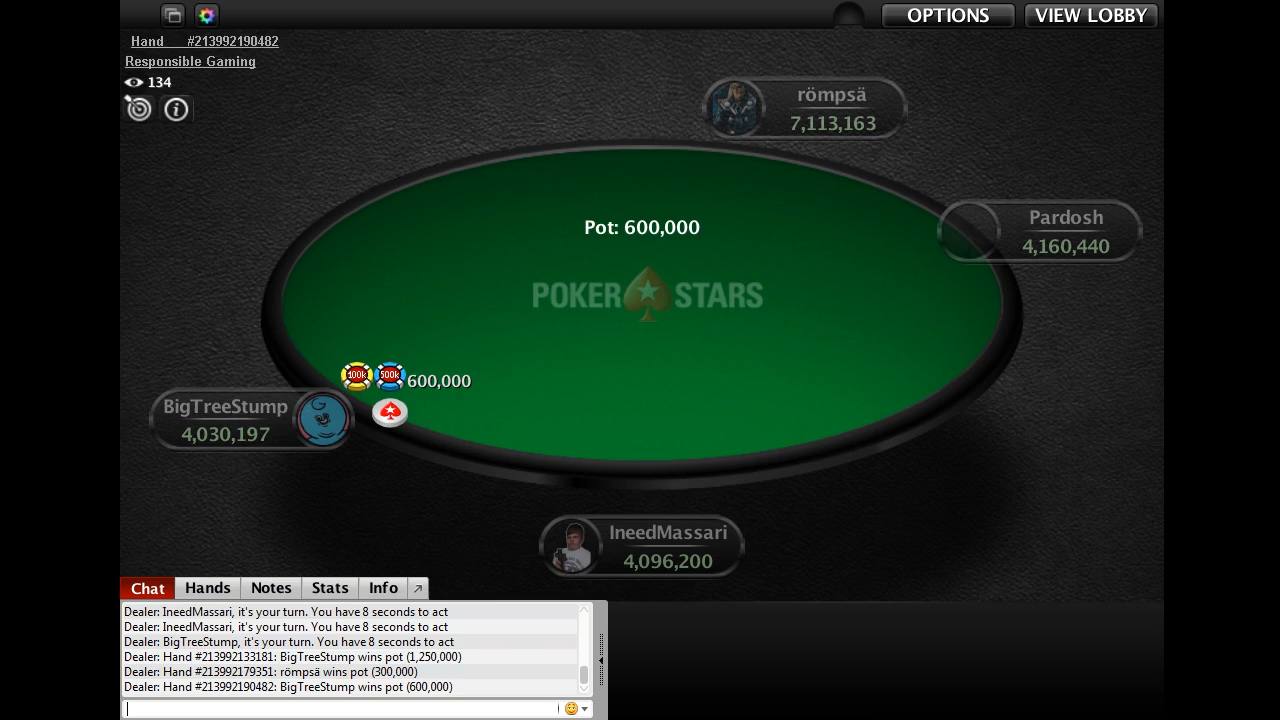 OPTIONS
VIEW LOBBY
Hand #213992190482
Responsible Gaming
134
römpsä
7,113,163
Pot: 600,000
Pardosh
4,160,440
POKER STARS
100k
500k
600,000
BigTreeStump
4,030,197
IneedMassari
4,096,200
Chat
Hands
Notes
Stats
Info
Dealer: IneedMassari, it's your turn. You have 8 seconds to act
Dealer: IneedMassari, it's your turn. You have 8 seconds to act
Dealer: BigTreeStump, it's your turn. You have 8 seconds to act
Dealer: Hand #213992133181: BigTreeStump wins pot (1,250,000)
Dealer: Hand #213992179351: römpsä wins pot (300,000)
Dealer: Hand #213992190482: BigTreeStump wins pot (600,000)